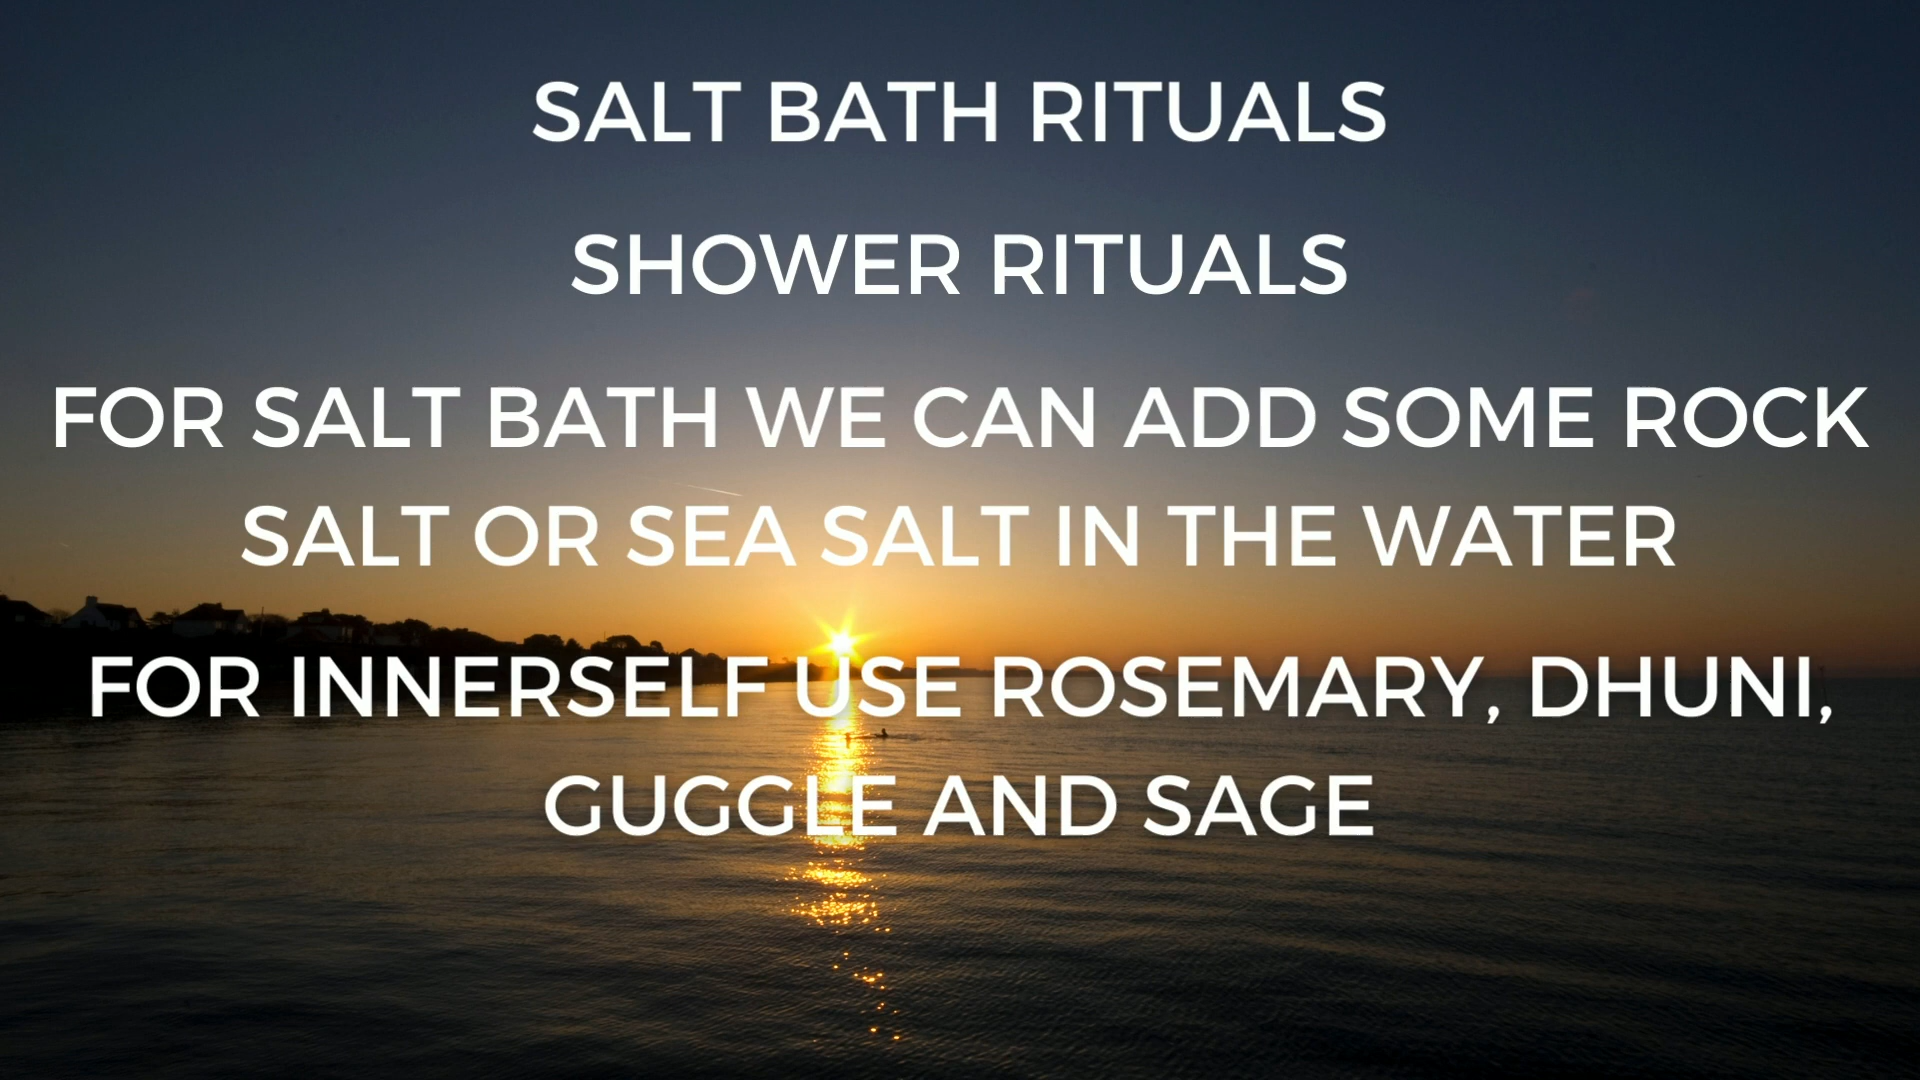 SALT BATH RITUALS
SHOWER RITUALS
FOR SALT BATH WE CAN ADD SOME ROCK
SALT OR SEA SALT IN THE WATER
FOR INNERSELF USE ROSEMARY, DHUNI,
GUGGLE AND SAGE